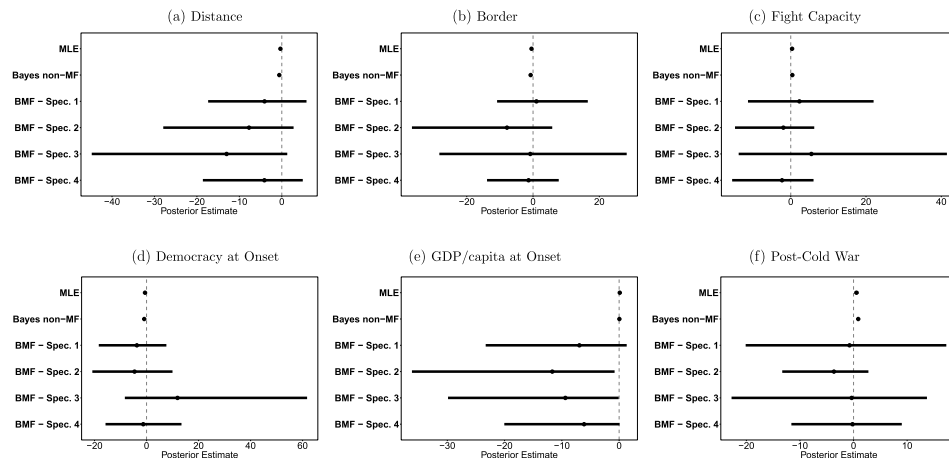 (a) Distance
MLE
Bayes non−MF
BMF − Spec. 1
BMF − Spec. 2
BMF − Spec. 3
BMF − Spec. 4
−40 −20 0
Posterior Estimate
(b) Border
MLE
Bayes non−MF
BMF − Spec. 1
BMF − Spec. 2
BMF − Spec. 3
BMF − Spec. 4
−20 0 20
Posterior Estimate
(c) Fight Capacity
MLE
Bayes non−MF
BMF − Spec. 1
BMF − Spec. 2
BMF − Spec. 3
BMF − Spec. 4
0 20 40
Posterior Estimate
(d) Democracy at Onset
MLE
Bayes non−MF
BMF − Spec. 1
BMF − Spec. 2
BMF − Spec. 3
BMF − Spec. 4
−20 0 20 40 60
Posterior Estimate
(e) GDP/capita at Onset
MLE
Bayes non−MF
BMF − Spec. 1
BMF − Spec. 2
BMF − Spec. 3
BMF − Spec. 4
−30 −20 −10 0
Posterior Estimate
(f) Post-Cold War
MLE
Bayes non−MF
BMF − Spec. 1
BMF − Spec. 2
BMF − Spec. 3
BMF − Spec. 4
−20 −10 0 10
Posterior Estimate